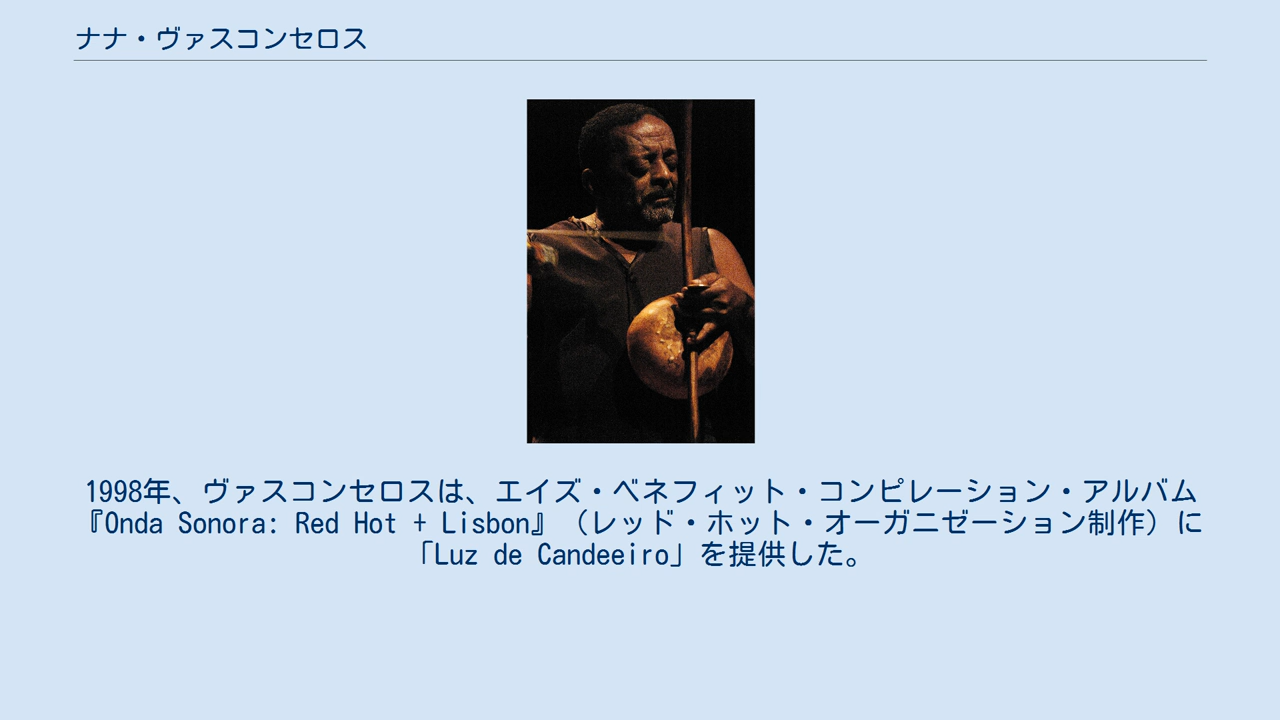 ナナ・ヴァスコンセロス
1998年、ヴァスコンセロスは、エイズ・ベネフィット・コンピレーション・アルバム
『Onda Sonora: Red Hot + Lisbon』（レッド・ホット・オーガニゼーション制作）に
「Luz de Candeeiro」を提供した。